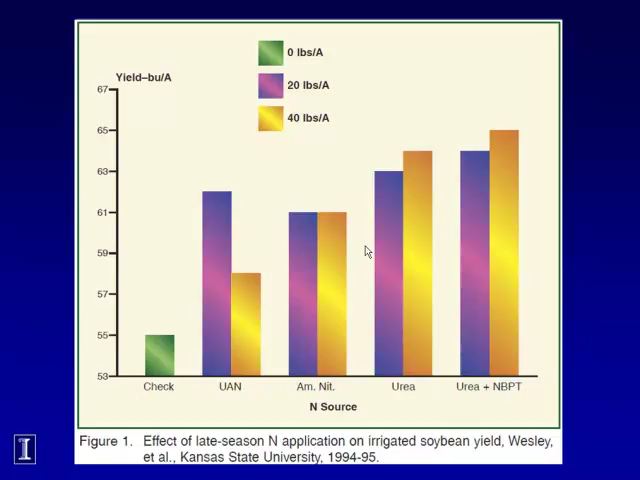 0 lbs/A
Yield–bu/A
20 lbs/A
40 lbs/A
67
65
63
61
59
57
55
53
Check UAN Am. Nit. Urea Urea + NBPT
N Source
Figure 1. Effect of late-season N application on irrigated soybean yield, Wesley,
et al., Kansas State University, 1994-95.
I